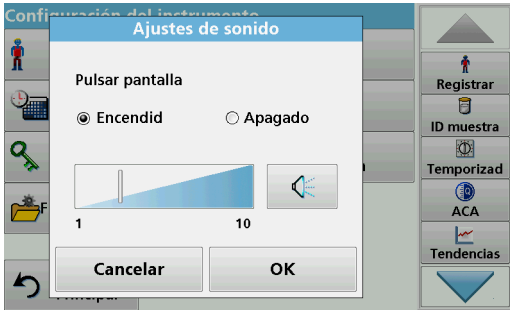 Configuración del instrumento
Ajustes de sonido
Pulsar pantalla
Encendid
Apagado
1
10
Cancelar
OK
F
Principal
Registrar
ID muestra
Temporizad
ACA
Tendencias